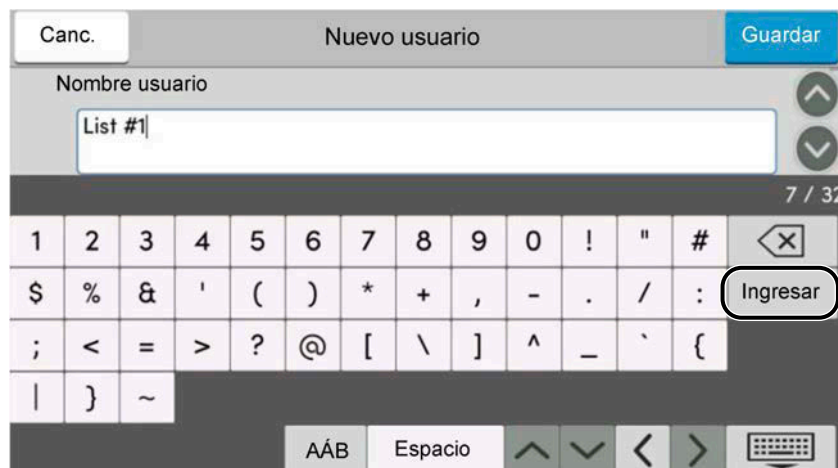 Canc. Nuevo usuario Guardar
Nombre usuario
List #1
7 / 32
1 2 3 4 5 6 7 8 9 0 ! " #
$ % & ' ( ) * + , - . / : Ingresar
; < = > ? @ [ \ ] ^ _ ` {
| } ~
AÁB Espacio